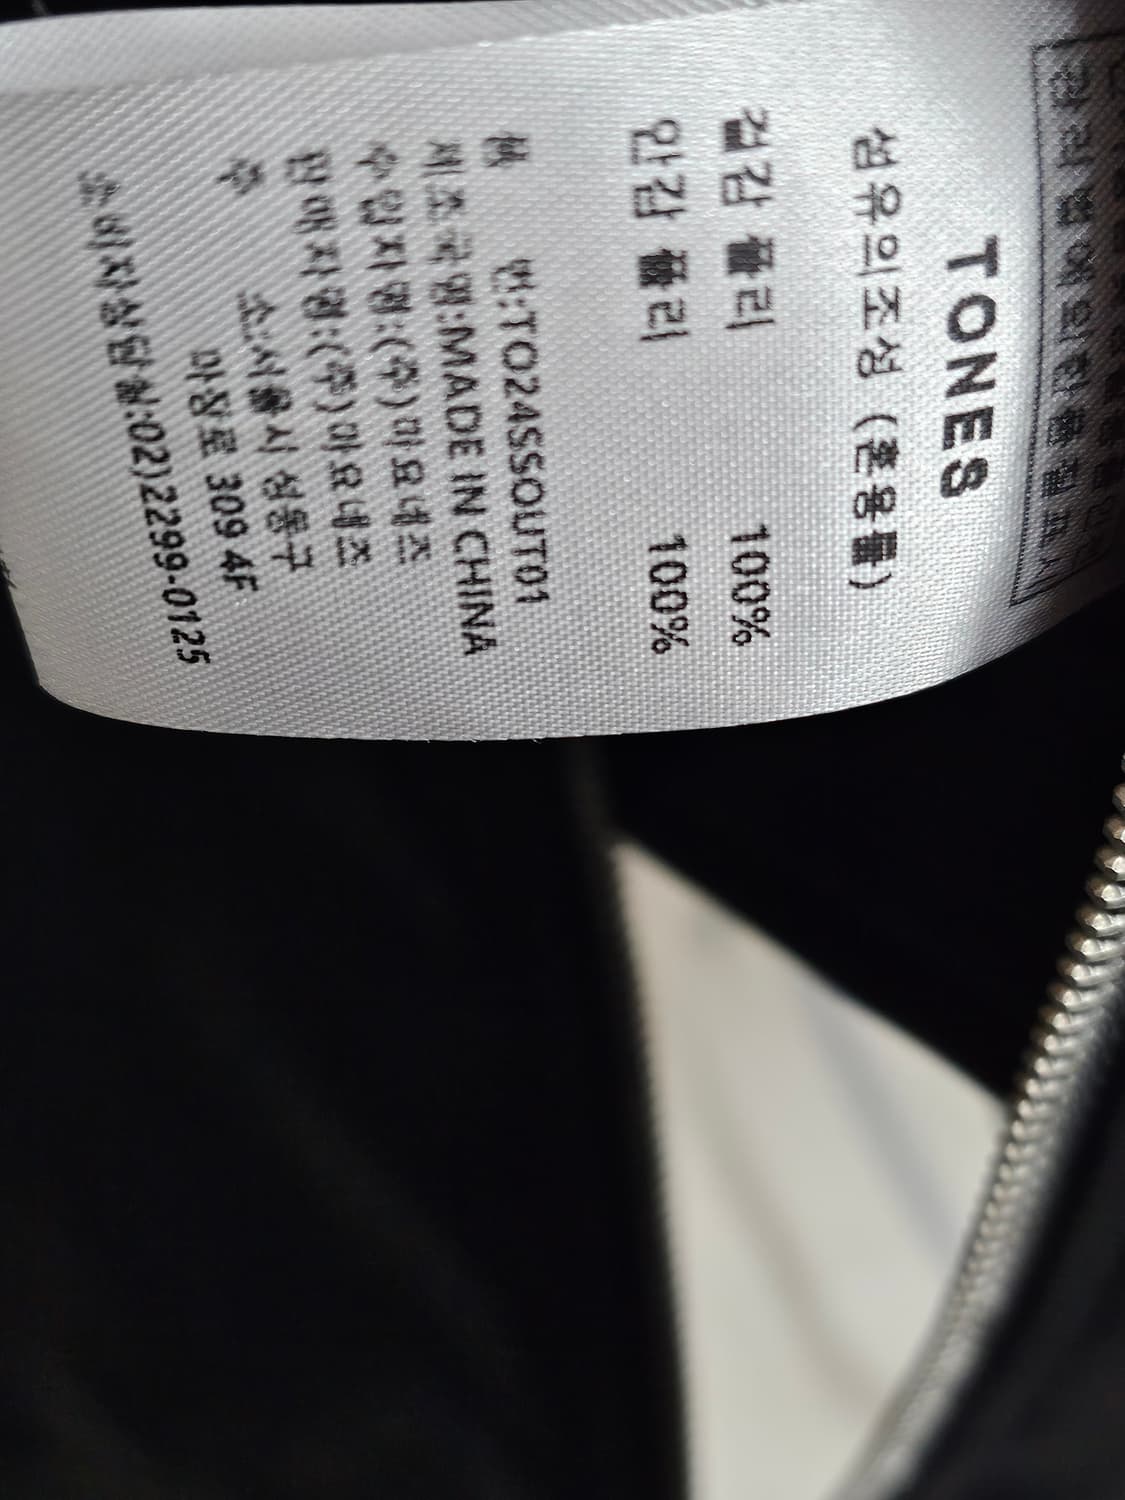 TONES
섬유의조성 (혼용률)
겉감 폴리 100%
안감 폴리 100%
품 번:TO24SSOUT01
제조국명:MADE IN CHINA
수입자명:(주)마요네즈
판매자명:(주)마요네즈
주 소:서울시 성동구
마장로 309 4F
소비자상담실:02)2299-0125